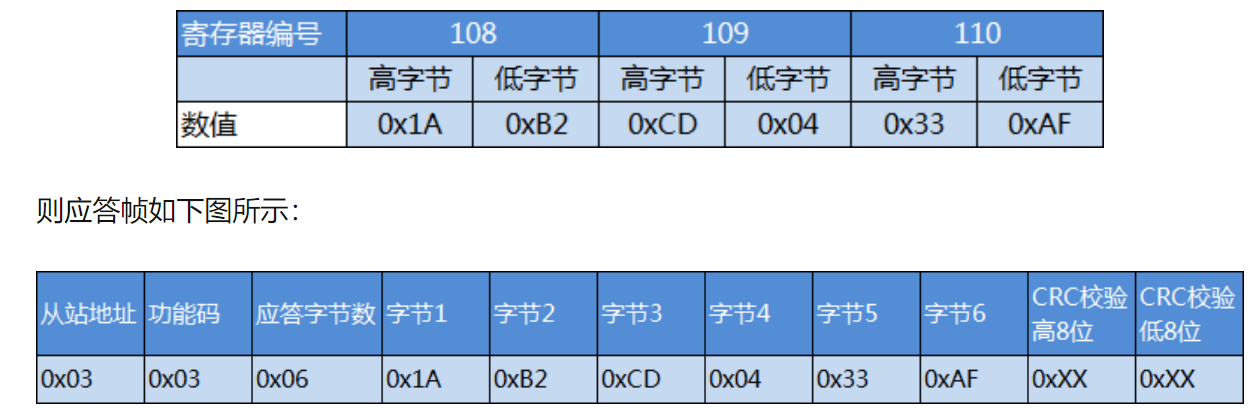 寄存器编号 108 109 110
高字节 低字节 高字节 低字节 高字节 低字节
数值 0x1A 0xB2 0xCD 0x04 0x33 0xAF
则应答帧如下图所示：
从站地址 功能码 应答字节数 字节1 字节2 字节3 字节4 字节5 字节6 CRC校验高8位 CRC校验低8位
0x03 0x03 0x06 0x1A 0xB2 0xCD 0x04 0x33 0xAF 0xXX 0xXX